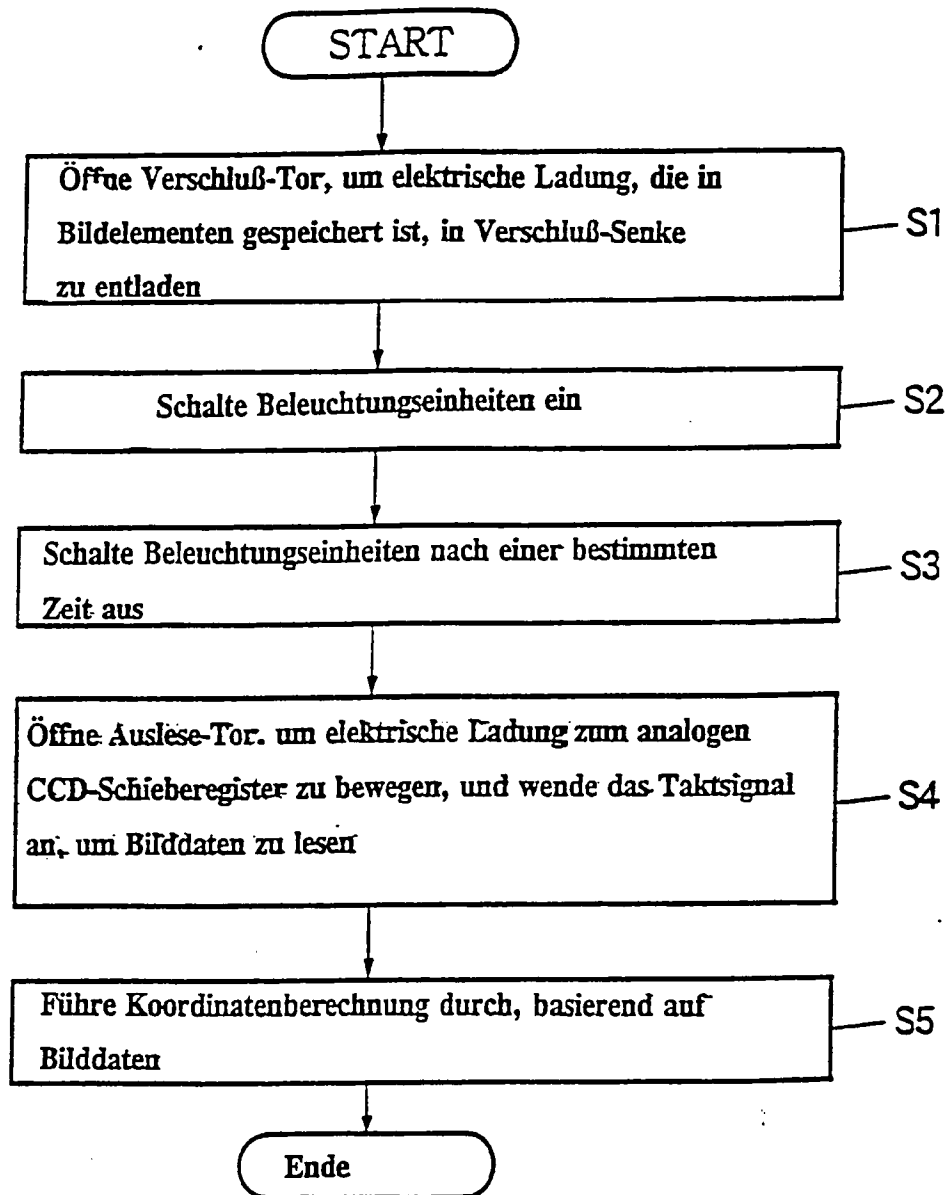 START
Öffne Verschluß-Tor, um elektrische Ladung, die in
Bildelementen gespeichert ist, in Verschluß-Senke
zu entladen
S1
Schalte Beleuchtungseinheiten ein
S2
Schalte Beleuchtungseinheiten nach einer bestimmten
Zeit aus
S3
Öffne Auslese-Tor. um elektrische Ladung zum analogen
CCD-Schieberegister zu bewegen, und wende das Taktsignal
an, um Bilddaten zu lesen
S4
Führe Koordinatenberechnung durch, basierend auf
Bilddaten
S5
Ende